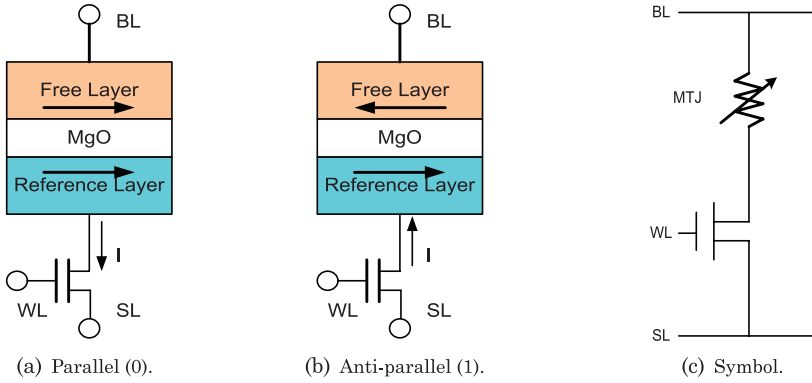 BL
Free Layer
MgO
Reference Layer
I
WL
SL
(a) Parallel (0).
BL
Free Layer
MgO
Reference Layer
I
WL
SL
(b) Anti-parallel (1).
BL
MTJ
WL
SL
(c) Symbol.